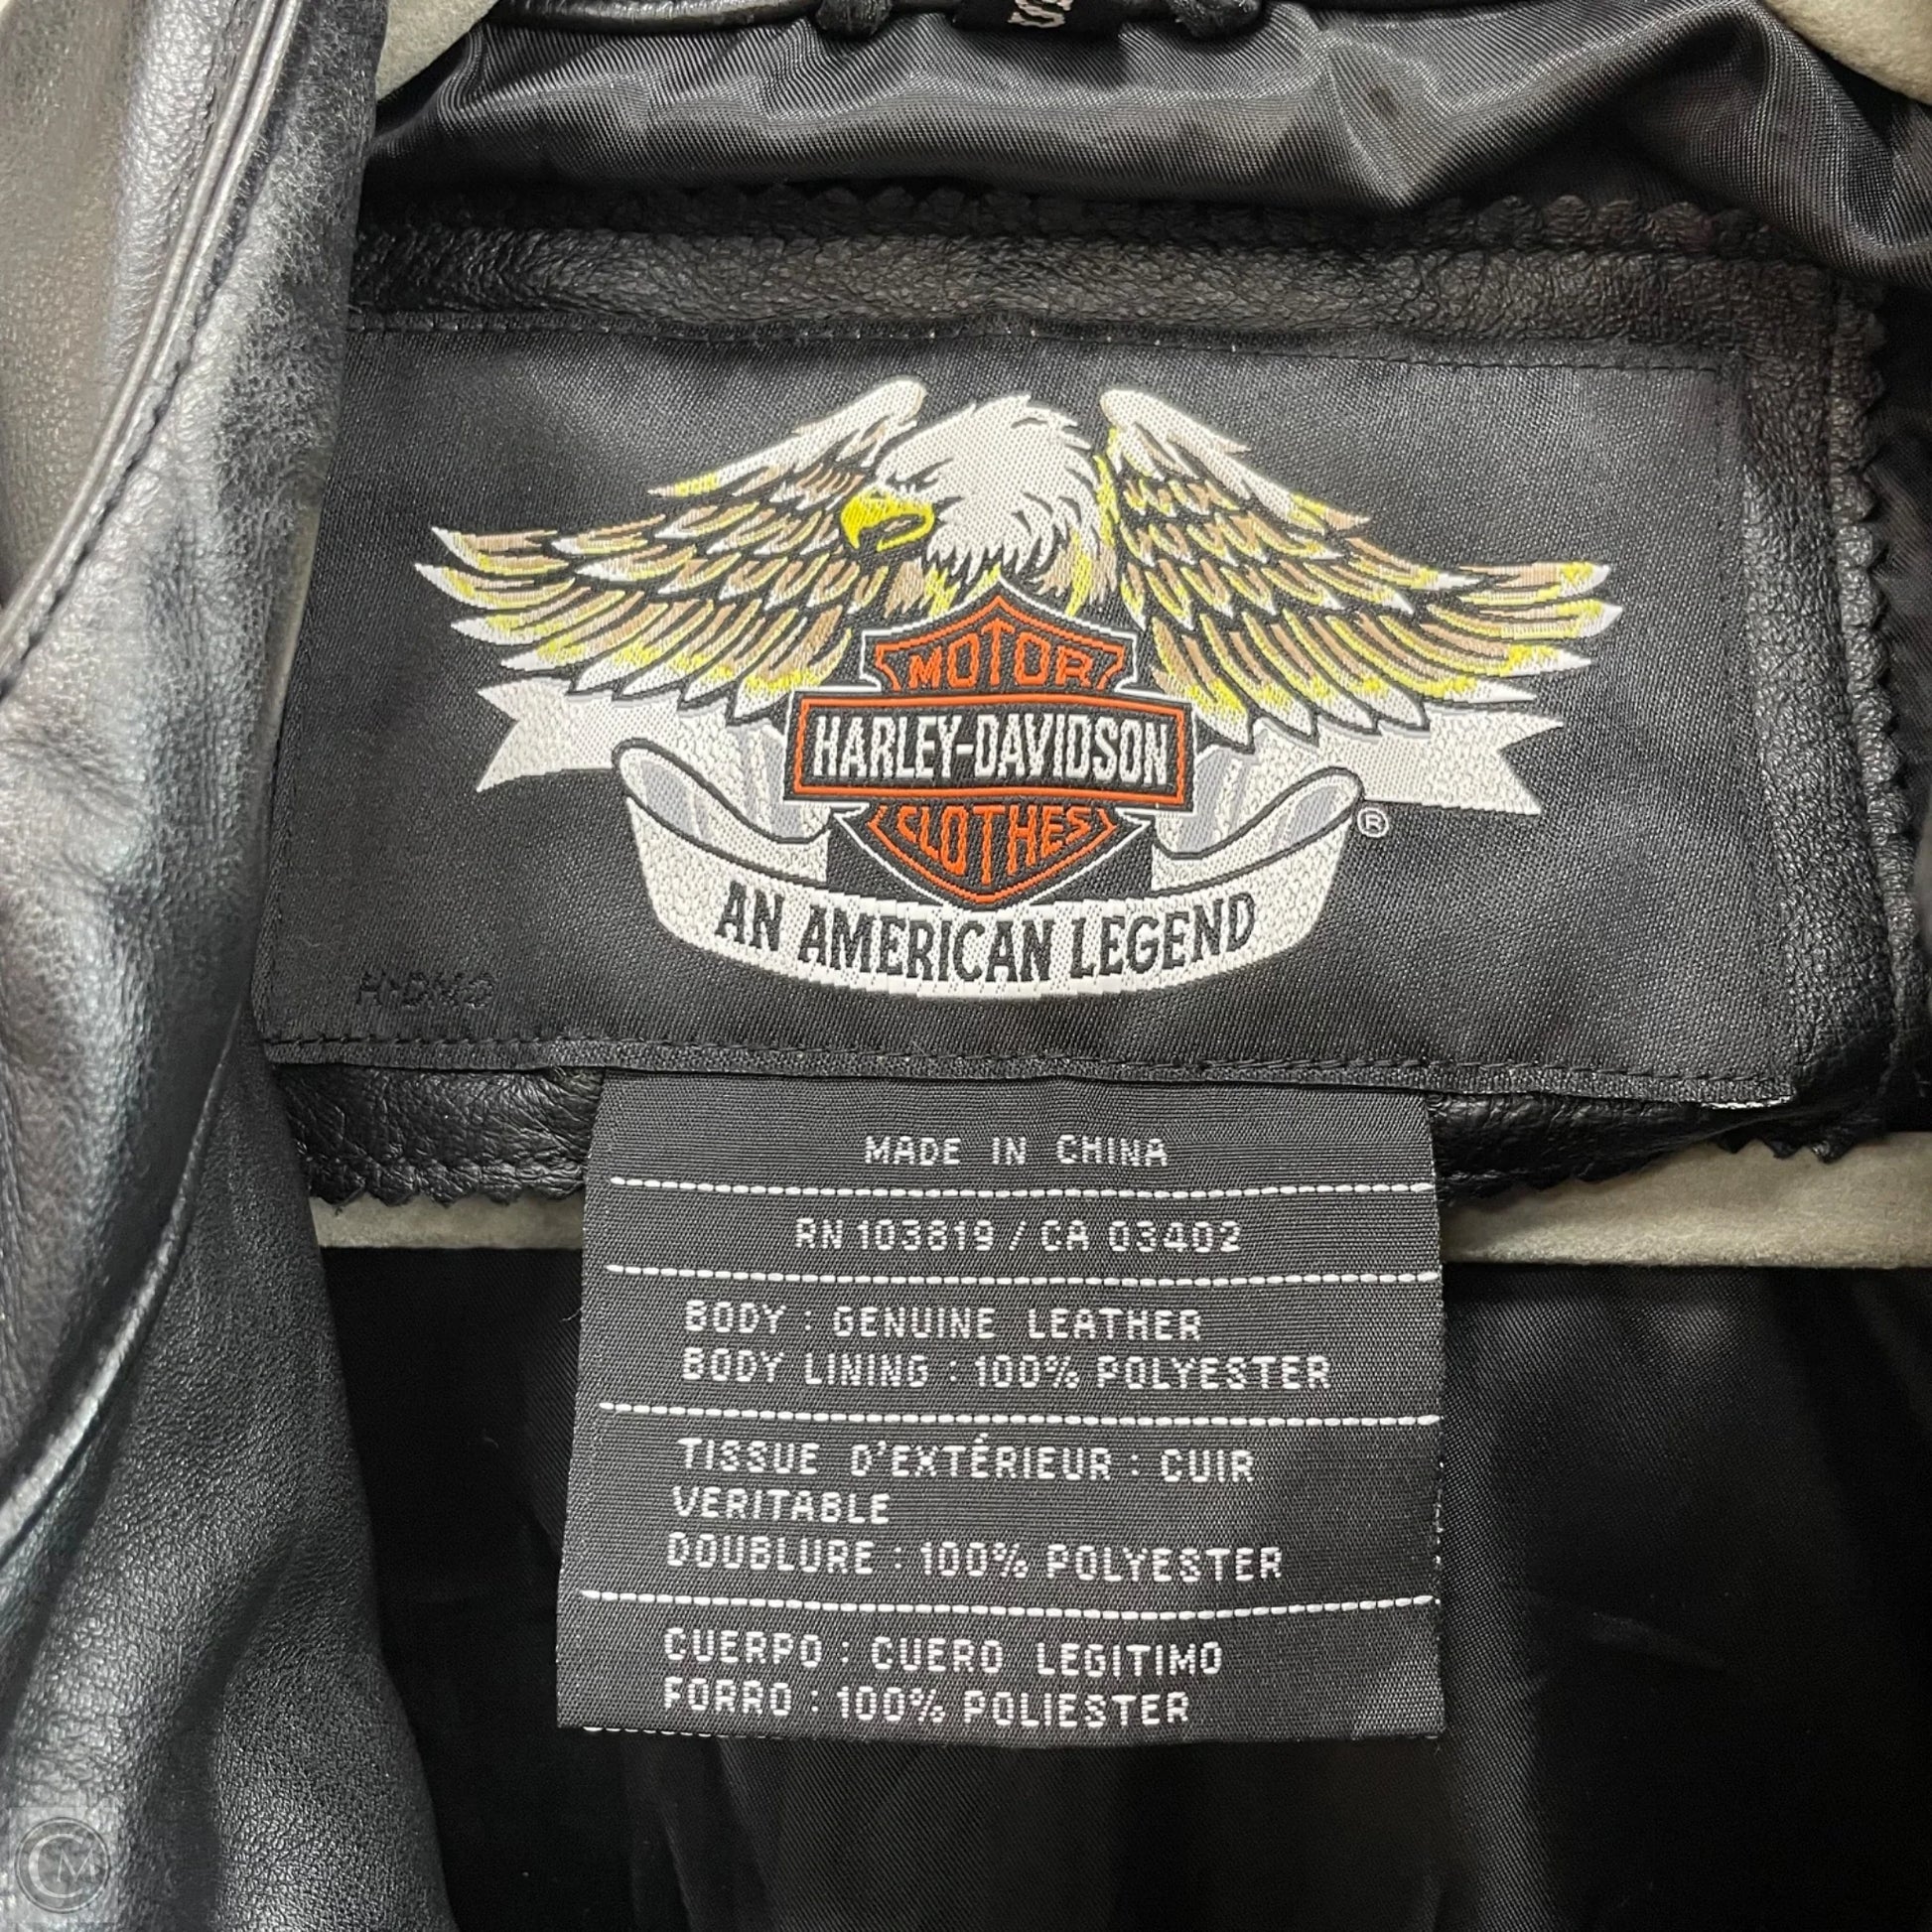 S
MOTOR
HARLEY-DAVIDSON
CLOTHES
®
AN AMERICAN LEGEND
MADE IN CHINA
RN 103819 / CA 03402
BODY : GENUINE LEATHER
BODY LINING : 100% POLYESTER
TISSUE D'EXTÉRIEUR : CUIR
VERITABLE
DOUBLURE : 100% POLYESTER
CUERPO : CUERO LEGITIMO
FORRO : 100% POLIESTER
CM